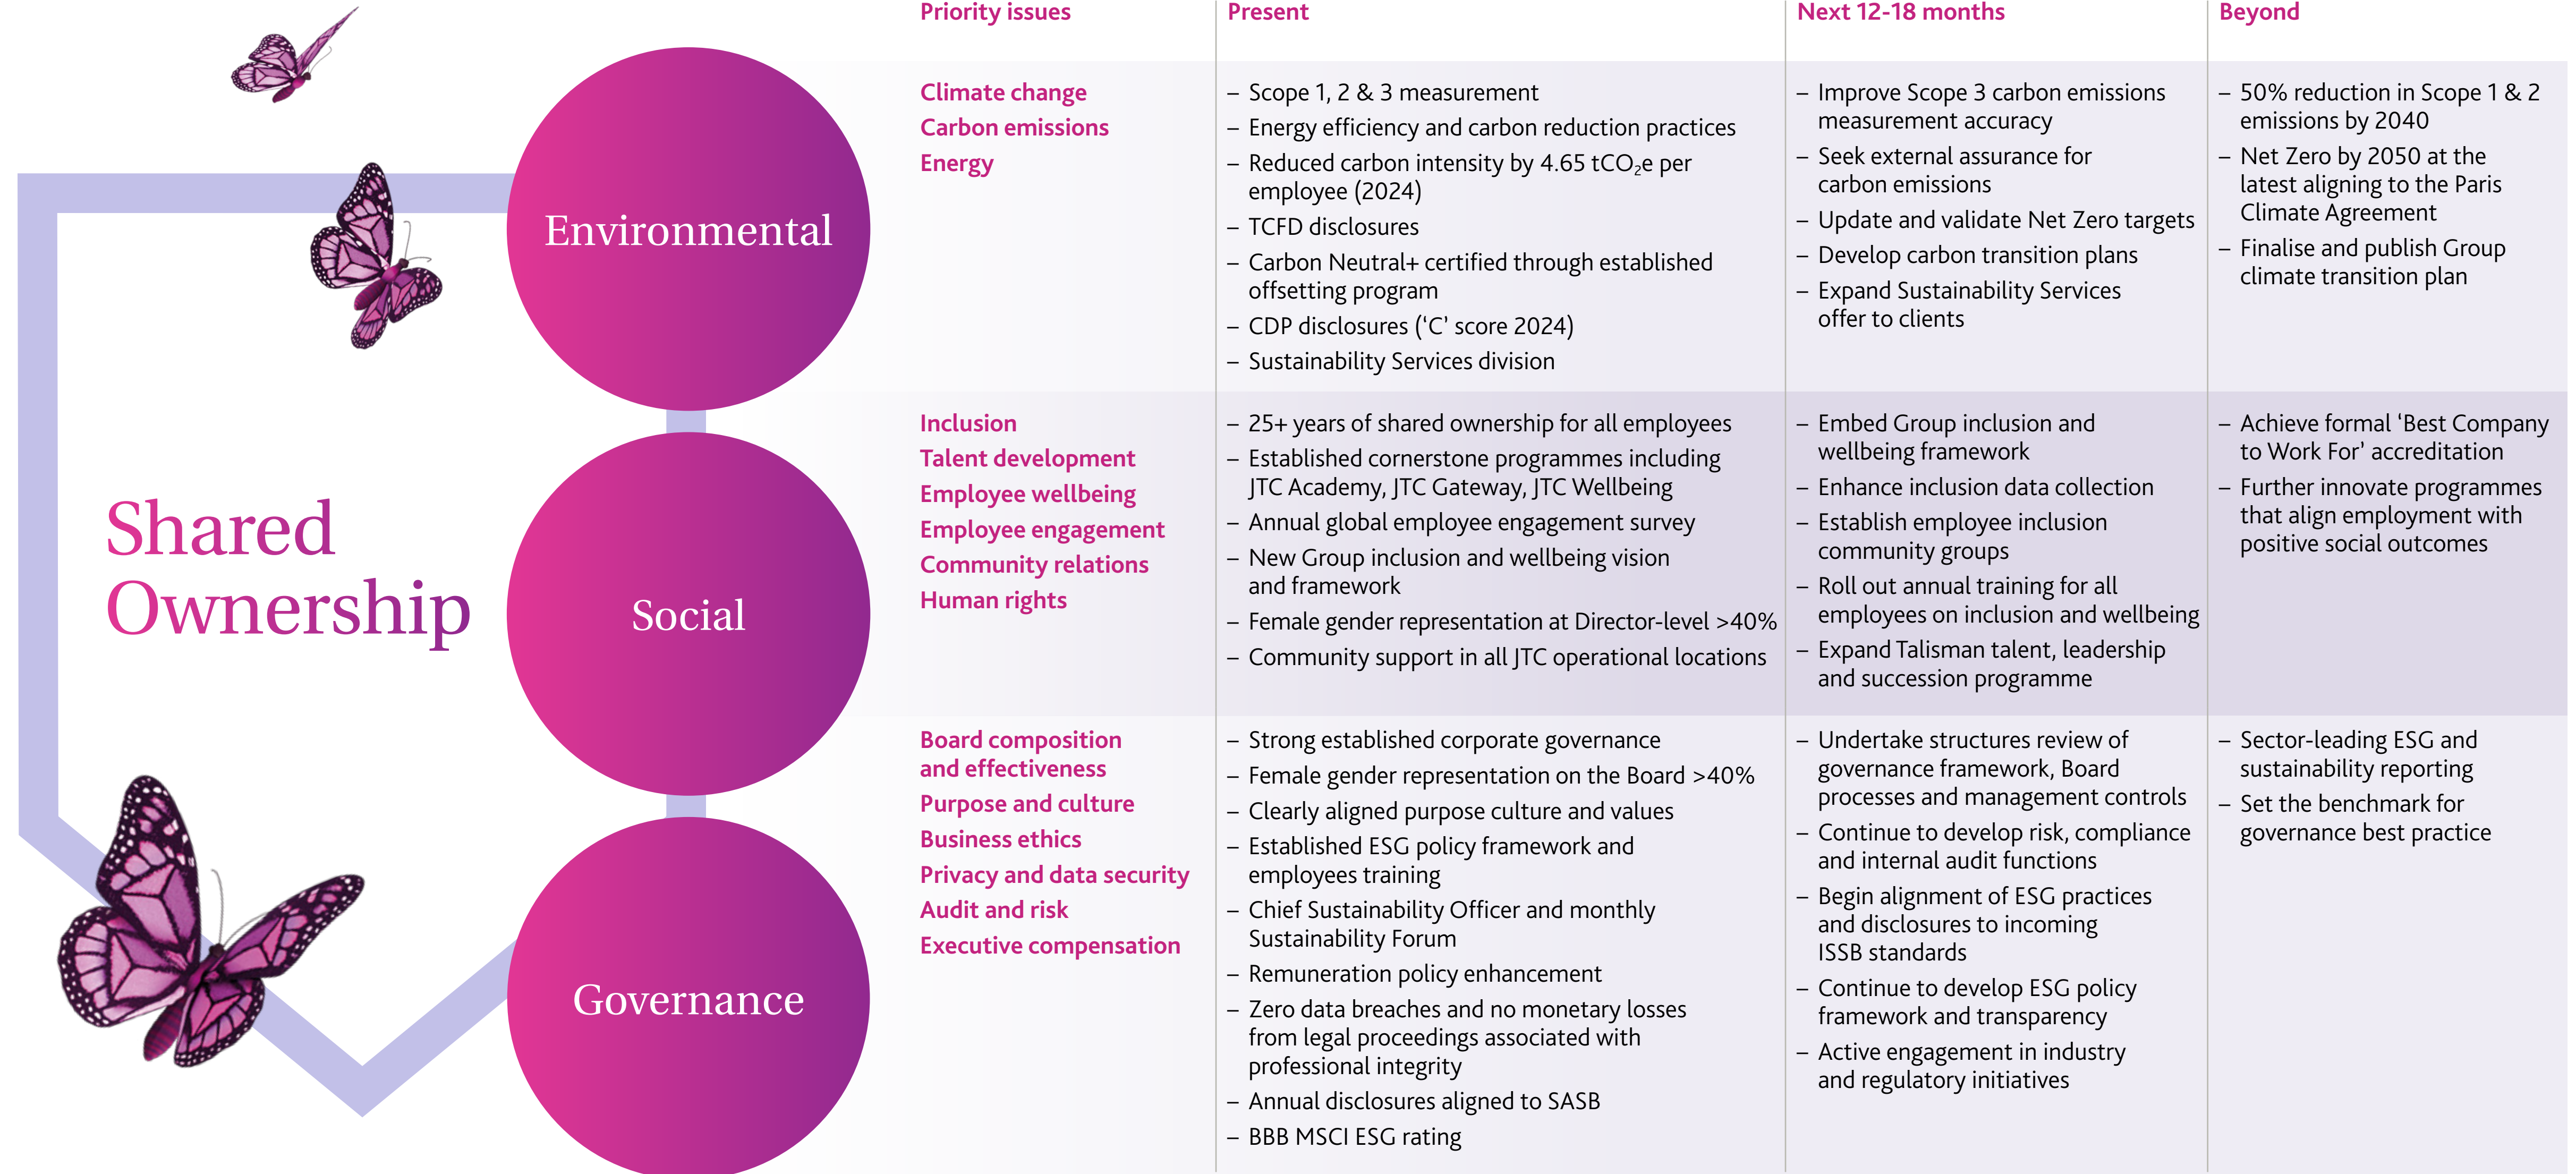 Priority issues
Present
Next 12-18 months
Beyond
Shared
Ownership
Environmental
Climate change
Carbon emissions
Energy
– Scope 1, 2 & 3 measurement
– Energy efficiency and carbon reduction practices
– Reduced carbon intensity by 4.65 tCO₂e per
employee (2024)
– TCFD disclosures
– Carbon Neutral+ certified through established
offsetting program
– CDP disclosures (‘C’ score 2024)
– Sustainability Services division
– Improve Scope 3 carbon emissions
measurement accuracy
– Seek external assurance for
carbon emissions
– Update and validate Net Zero targets
– Develop carbon transition plans
– Expand Sustainability Services
offer to clients
– 50% reduction in Scope 1 & 2
emissions by 2040
– Net Zero by 2050 at the
latest aligning to the Paris
Climate Agreement
– Finalise and publish Group
climate transition plan
Social
Inclusion
Talent development
Employee wellbeing
Employee engagement
Community relations
Human rights
– 25+ years of shared ownership for all employees
– Established cornerstone programmes including
JTC Academy, JTC Gateway, JTC Wellbeing
– Annual global employee engagement survey
– New Group inclusion and wellbeing vision
and framework
– Female gender representation at Director-level >40%
– Community support in all JTC operational locations
– Embed Group inclusion and
wellbeing framework
– Enhance inclusion data collection
– Establish employee inclusion
community groups
– Roll out annual training for all
employees on inclusion and wellbeing
– Expand Talisman talent, leadership
and succession programme
– Achieve formal ‘Best Company
to Work For’ accreditation
– Further innovate programmes
that align employment with
positive social outcomes
Governance
Board composition
and effectiveness
Purpose and culture
Business ethics
Privacy and data security
Audit and risk
Executive compensation
– Strong established corporate governance
– Female gender representation on the Board >40%
– Clearly aligned purpose culture and values
– Established ESG policy framework and
employees training
– Chief Sustainability Officer and monthly
Sustainability Forum
– Remuneration policy enhancement
– Zero data breaches and no monetary losses
from legal proceedings associated with
professional integrity
– Annual disclosures aligned to SASB
– BBB MSCI ESG rating
– Undertake structures review of
governance framework, Board
processes and management controls
– Continue to develop risk, compliance
and internal audit functions
– Begin alignment of ESG practices
and disclosures to incoming
ISSB standards
– Continue to develop ESG policy
framework and transparency
– Active engagement in industry
and regulatory initiatives
– Sector-leading ESG and
sustainability reporting
– Set the benchmark for
governance best practice